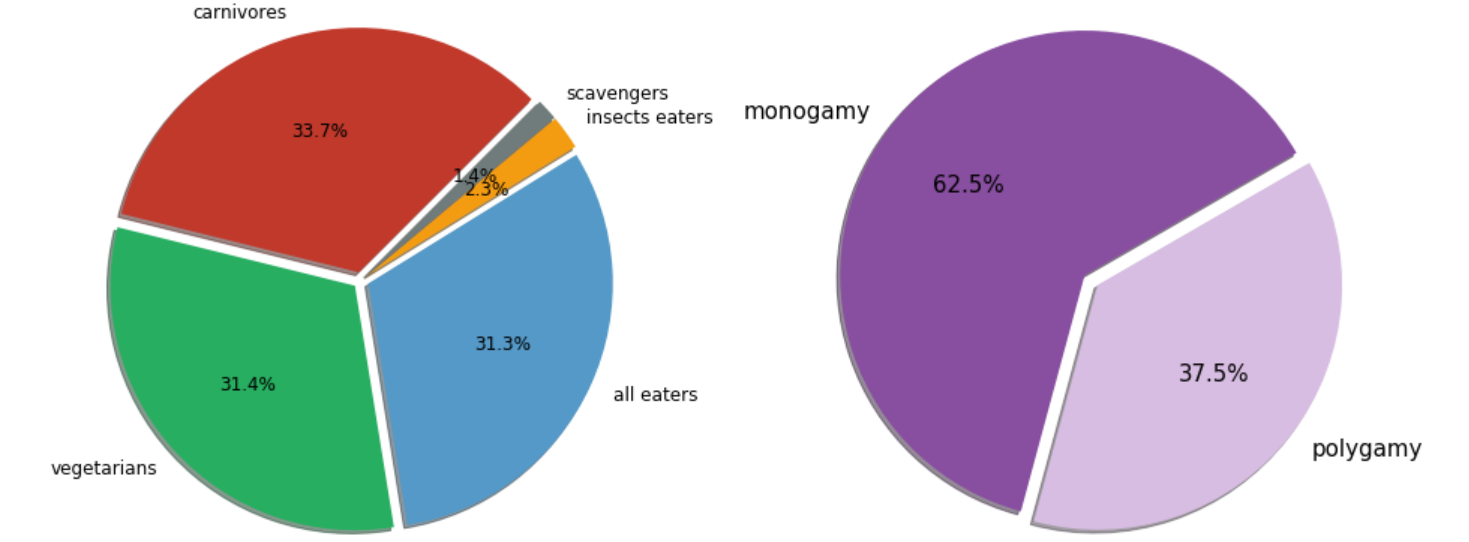 carnivores
33.7%
scavengers
insects eaters
1.4%
2.3%
31.3%
31.4%
all eaters
vegetarians
monogamy
62.5%
37.5%
polygamy